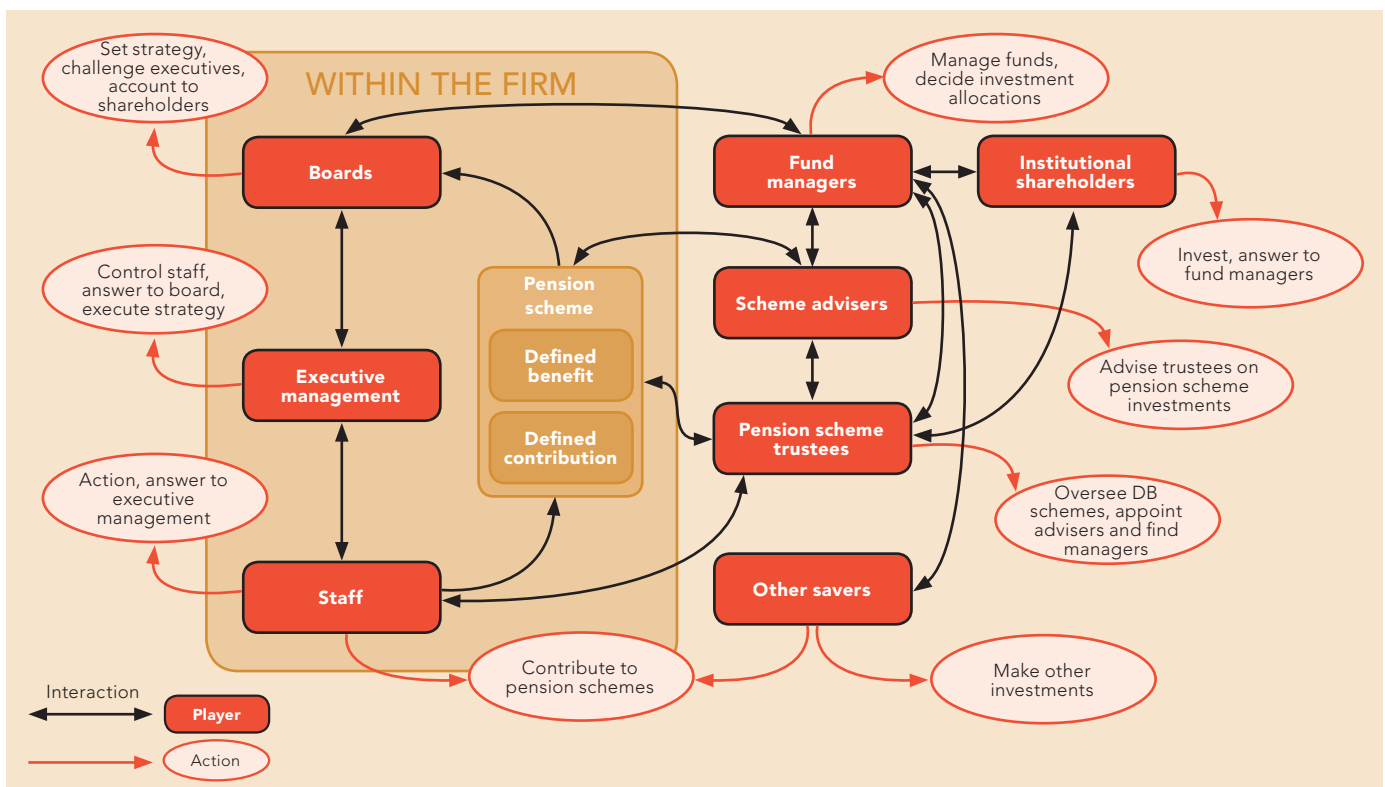 Set strategy,
challenge executives,
account to
shareholders
WITHIN THE FIRM
Manage funds,
decide investment
allocations
Boards
Fund
managers
Institutional
shareholders
Control staff,
answer to board,
execute strategy
Pension
scheme
Scheme advisers
Invest, answer to
fund managers
Defined
benefit
Executive
management
Advise trustees on
pension scheme
investments
Defined
contribution
Pension scheme
trustees
Action, answer to
executive
management
Oversee DB
schemes, appoint
advisers and find
managers
Staff
Other savers
Contribute to
pension schemes
Make other
investments
Interaction
Player
Action